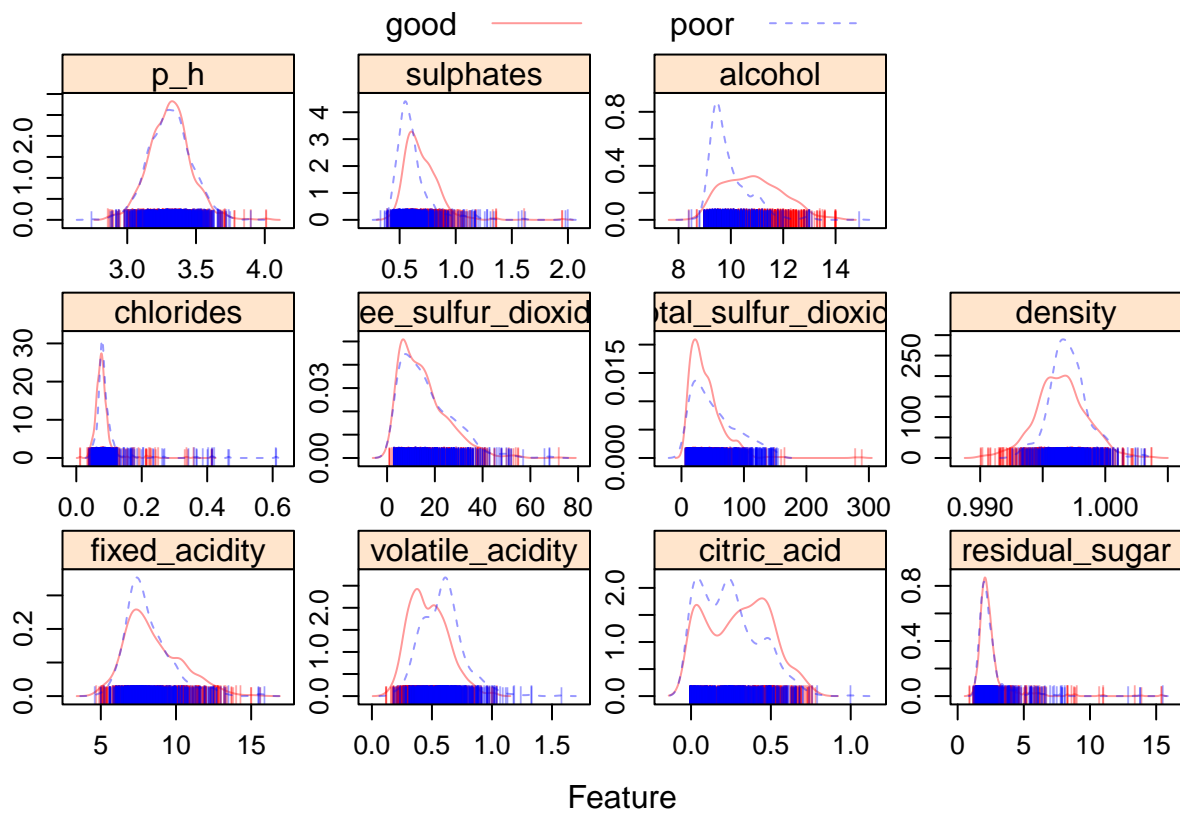 good poor
p_h sulphates alcohol
0.0 1.0 2.0
0 1 2 3 4
0.0 0.4 0.8
3.0 3.5 4.0
0.5 1.0 1.5 2.0
8 10 12 14
chlorides ee_sulfur_dioxid otal_sulfur_dioxic density
0 10 20 30
0.00 0.03
0.000 0.015
0 100 250
0.0 0.2 0.4 0.6
0 20 40 60 80
0 100 200 300
0.990 1.000
fixed_acidity volatile_acidity citric_acid residual_sugar
0.0 0.2
0.0 1.0 2.0
0.0 1.0 2.0
0.0 0.4 0.8
5 10 15
0.0 0.5 1.0 1.5
0.0 0.5 1.0
0 5 10 15
Feature